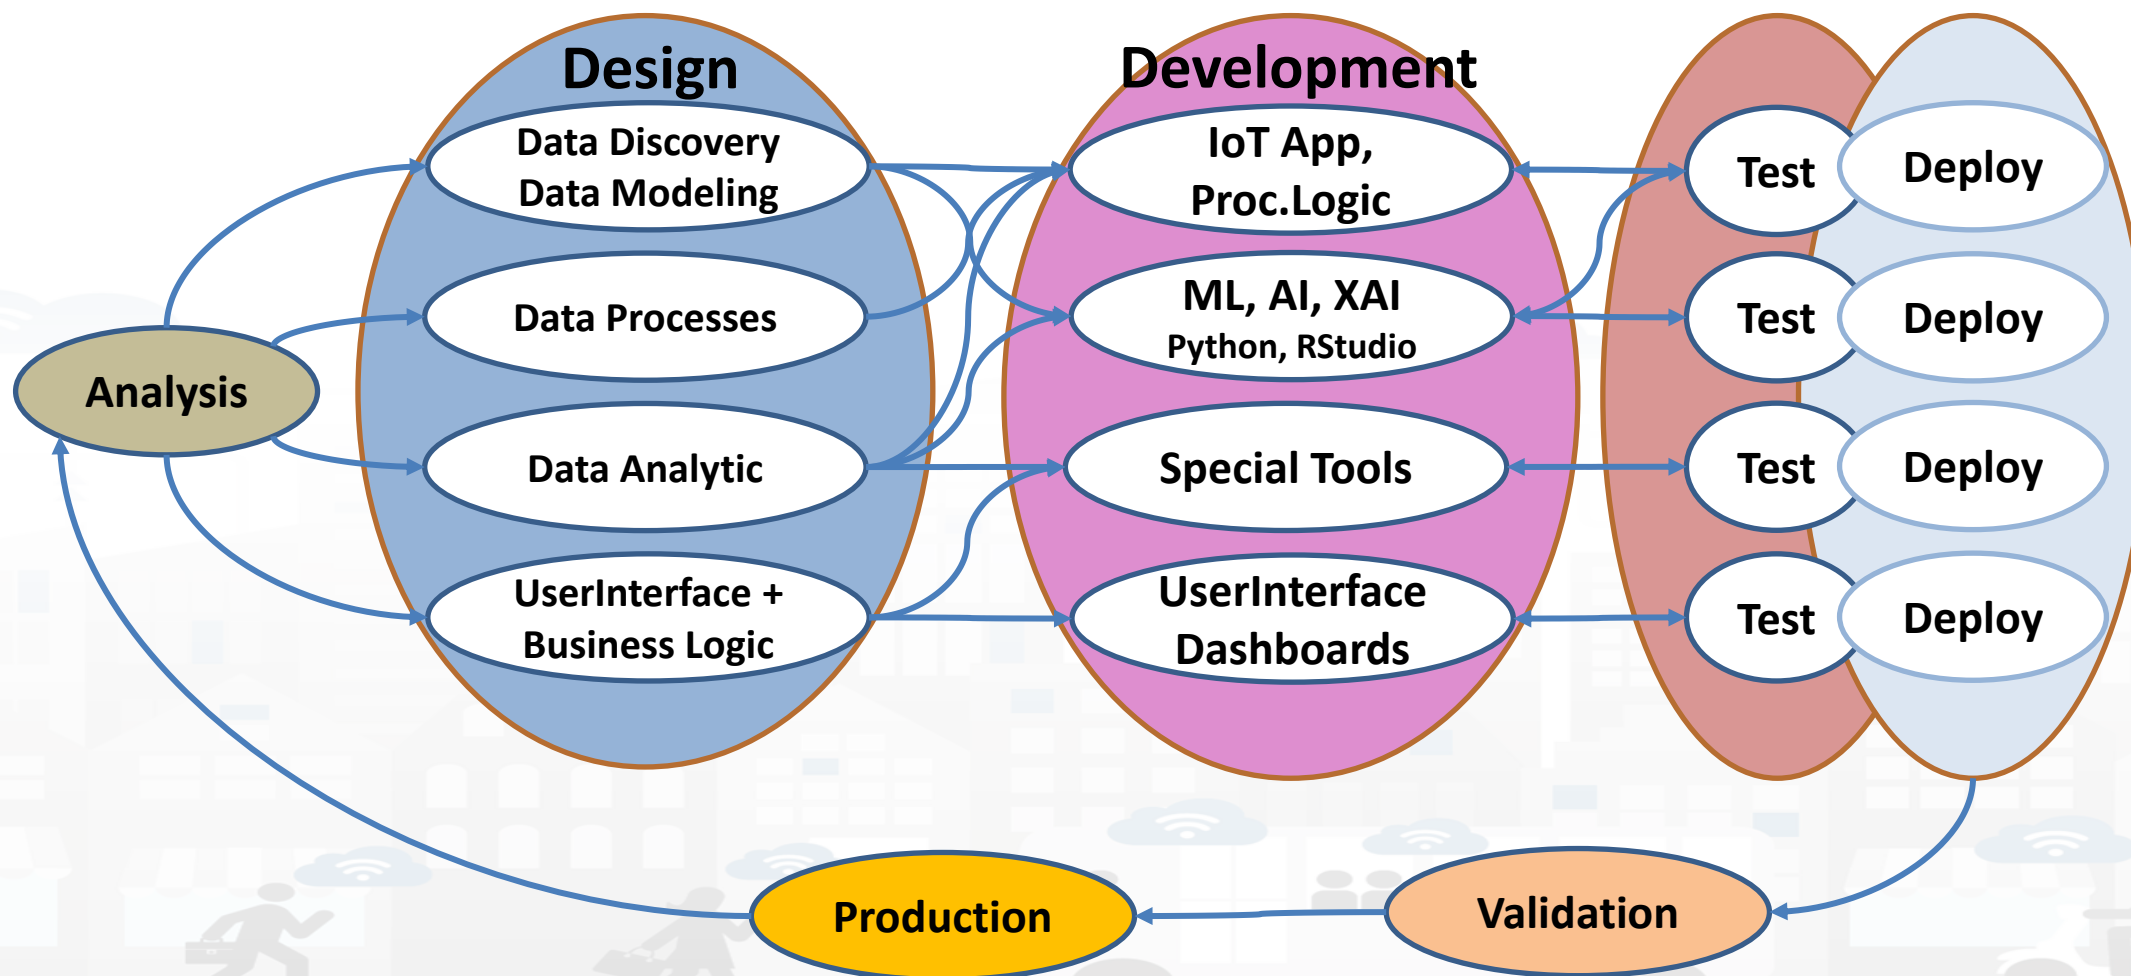 Design
Development
Data Discovery
Data Modeling
IoT App,
Proc.Logic
Test
Deploy
Data Processes
ML, AI, XAI
Python, RStudio
Test
Deploy
Analysis
Data Analytic
Special Tools
Test
Deploy
UserInterface +
Business Logic
UserInterface
Dashboards
Test
Deploy
Production
Validation